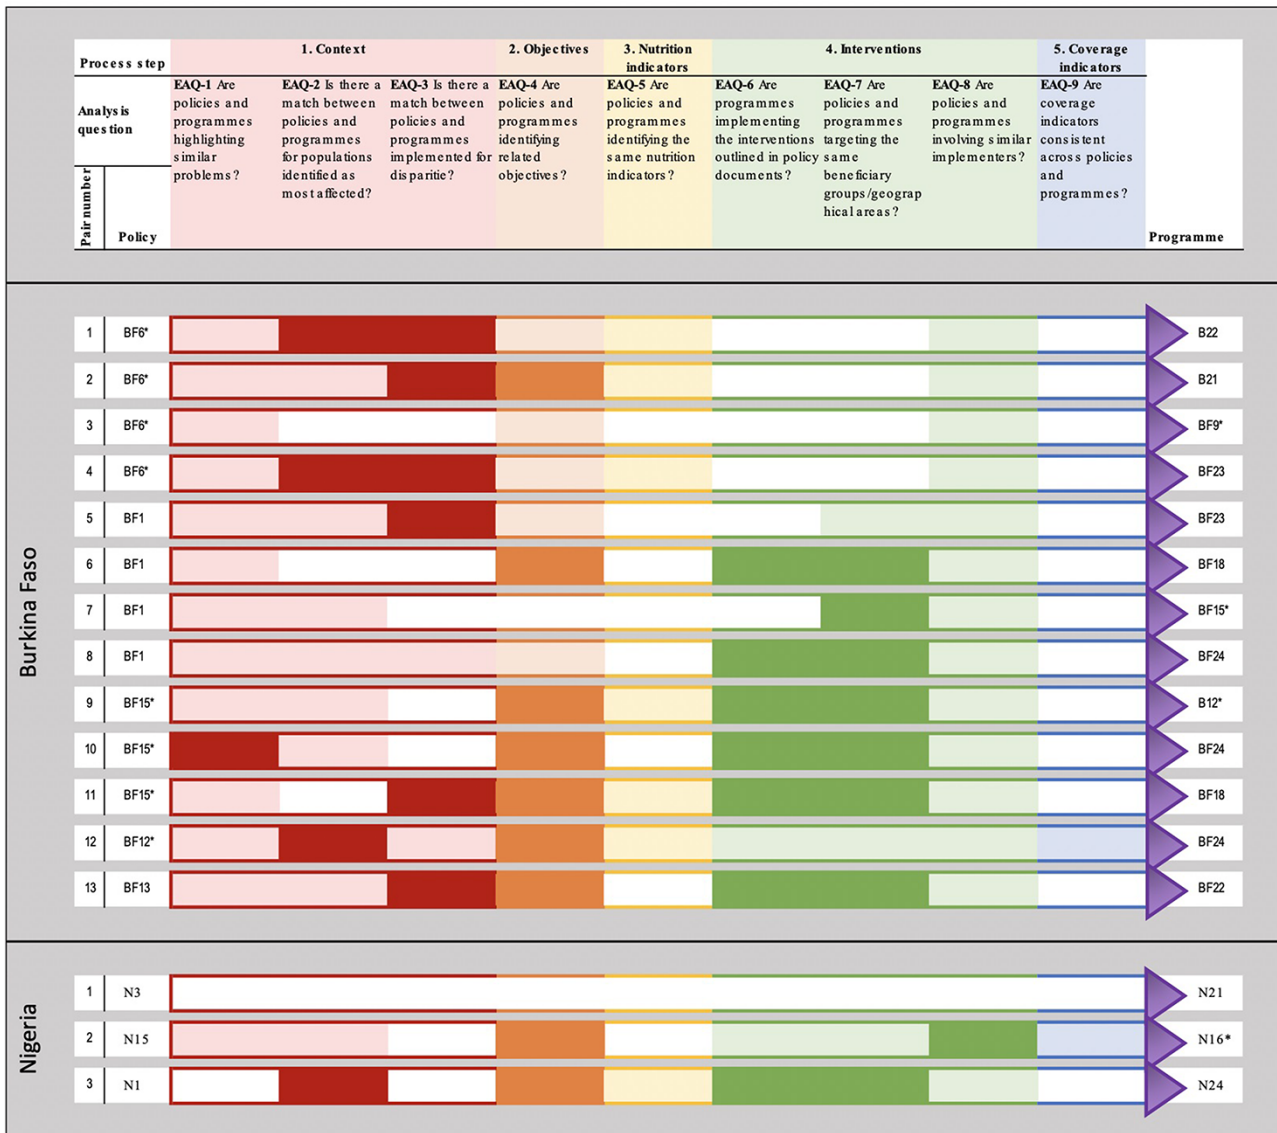 Process step
1. Context
2. Objectives
3. Nutrition
indicators
4. Interventions
5. Coverage
indicators
Analysis
question
EAQ-1 Are
policies and
programmes
highlighting
similar
problems?
EAQ-2 Is there a
match between
policies and
programmes
for populations
identified as
most affected?
EAQ-3 Is there a
match between
policies and
programmes
implemented for
disparitie?
EAQ-4 Are
policies and
programmes
identifying
related
objectives?
EAQ-5 Are
policies and
programmes
identifying the
same nutrition
indicators?
EAQ-6 Are
programmes
implementing
the interventions
outlined in policy
documents?
EAQ-7 Are
policies and
programmes
targeting the
same
beneficiary
groups/geograp
hical areas?
EAQ-8 Are
policies and
programmes
involving similar
implementers?
EAQ-9 Are
coverage
indicators
consistent
across policies
and
programmes?
Pair number
Policy
Programme
Burkina Faso
1 BF6* B22
2 BF6* B21
3 BF6* BF9*
4 BF6* BF23
5 BF1 BF23
6 BF1 BF18
7 BF1 BF15*
8 BF1 BF24
9 BF15* B12*
10 BF15* BF24
11 BF15* BF18
12 BF12* BF24
13 BF13 BF22
Nigeria
1 N3 N21
2 N15 N16*
3 N1 N24